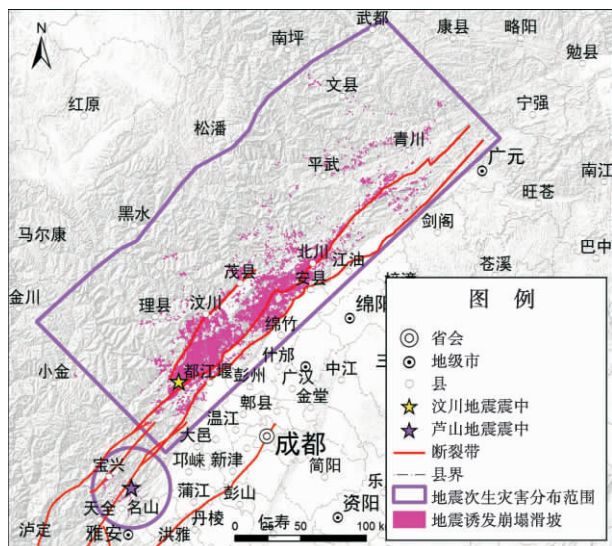 N
武都
康县
略阳
南坪
勉县
文县
红原
宁强
松潘
青川
平武
广元
南江
旺苍
黑水
剑阁
马尔康
北川
江油
巴中
茂县
苍溪
安县
金川
理县
汶川
绵阳
绵竹
什邡
小金
都江堰
彭州
中江
广汉
郫县
金堂
温江
大邑
成都
宝兴
邛崃
新津
简阳
乐
天全
名山
蒲江
彭山
资阳
泸定
雅安
洪雅
丹棱
仁寿
0 25 50 100
图 例
省会
地级市
县
汶川地震震中
芦山地震震中
断裂带
县界
地震次生灾害分布范围
地震诱发崩塌滑坡